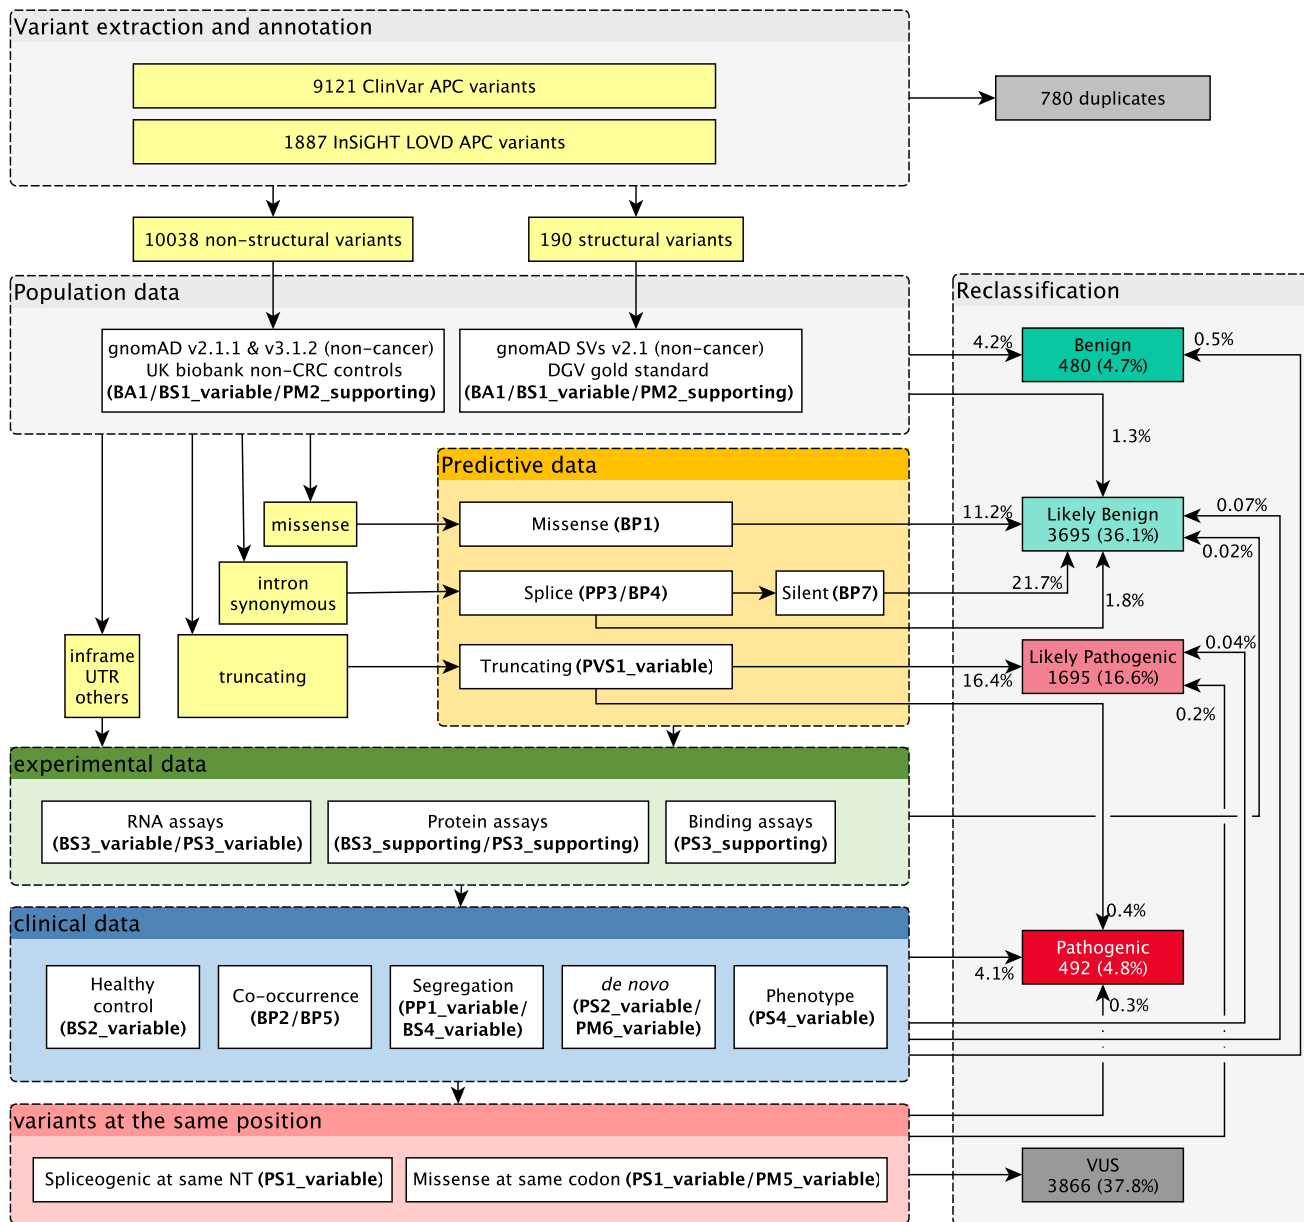 Variant extraction and annotation
9121 ClinVar APC variants
1887 InSiGHT LOVD APC variants
780 duplicates
10038 non-structural variants
190 structural variants
Population data
gnomAD v2.1.1 & v3.1.2 (non-cancer)
UK biobank non-CRC controls
(BA1/BS1_variable/PM2_supporting)
gnomAD SVs v2.1 (non-cancer)
DGV gold standard
(BA1/BS1_variable/PM2_supporting)
missense
intron
synonymous
inframe
UTR
others
truncating
Predictive data
Missense (BP1)
Splice (PP3/BP4)
Silent (BP7)
Truncating (PVS1_variable)
experimental data
RNA assays
(BS3_variable/PS3_variable)
Protein assays
(BS3_supporting/PS3_supporting)
Binding assays
(PS3_supporting)
clinical data
Healthy
control
(BS2_variable)
Co-occurrence
(BP2/BP5)
Segregation
(PP1_variable/
BS4_variable)
de novo
(PS2_variable/
PM6_variable)
Phenotype
(PS4_variable)
variants at the same position
Spliceogenic at same NT (PS1_variable)
Missense at same codon (PS1_variable/PM5_variable)
Reclassification
4.2%
Benign
480 (4.7%)
0.5%
1.3%
11.2%
Likely Benign
3695 (36.1%)
0.07%
0.02%
21.7%
1.8%
Likely Pathogenic
1695 (16.6%)
0.04%
16.4%
0.2%
0.4%
Pathogenic
492 (4.8%)
4.1%
0.3%
VUS
3866 (37.8%)